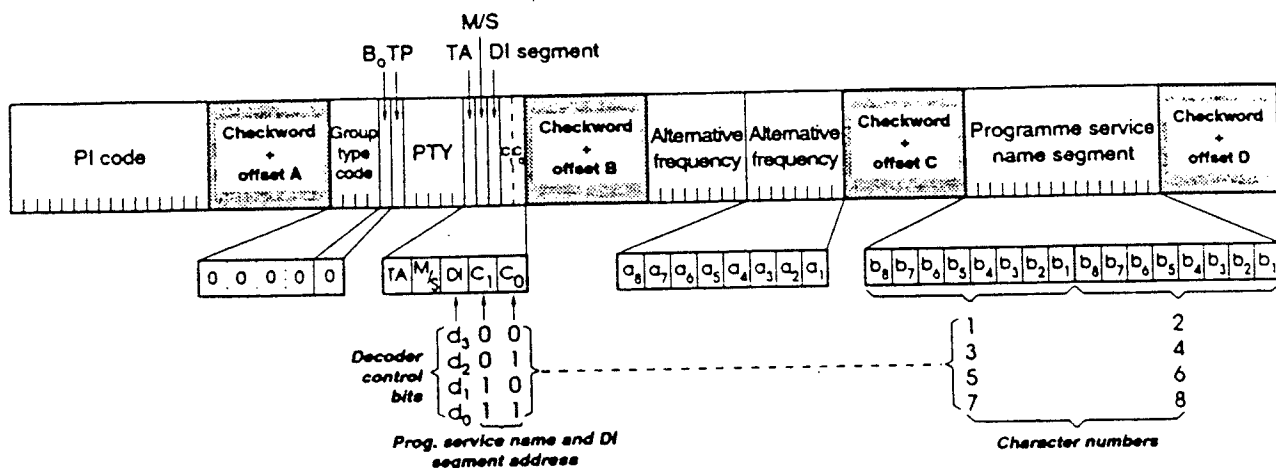 M/S
B₀ TP TA DI segment
PI code
Checkword
+
offset A
Group
type
code
PTY
C₁ C₀
Checkword
+
offset B
Alternative
frequency
Alternative
frequency
Checkword
+
offset C
Programme service
name segment
Checkword
+
offset D
0 0 0 0 0
TA M/S DI C₁ C₀
a₈ a₇ a₆ a₅ a₄ a₃ a₂ a₁
b₈ b₇ b₆ b₅ b₄ b₃ b₂ b₁ b₈ b₇ b₆ b₅ b₄ b₃ b₂ b₁
Decoder
control
bits
d₃ 0 0
d₂ 0 1
d₁ 1 0
d₀ 1 1
1 2
3 4
5 6
7 8
Prog. service name and DI
segment address
Character numbers